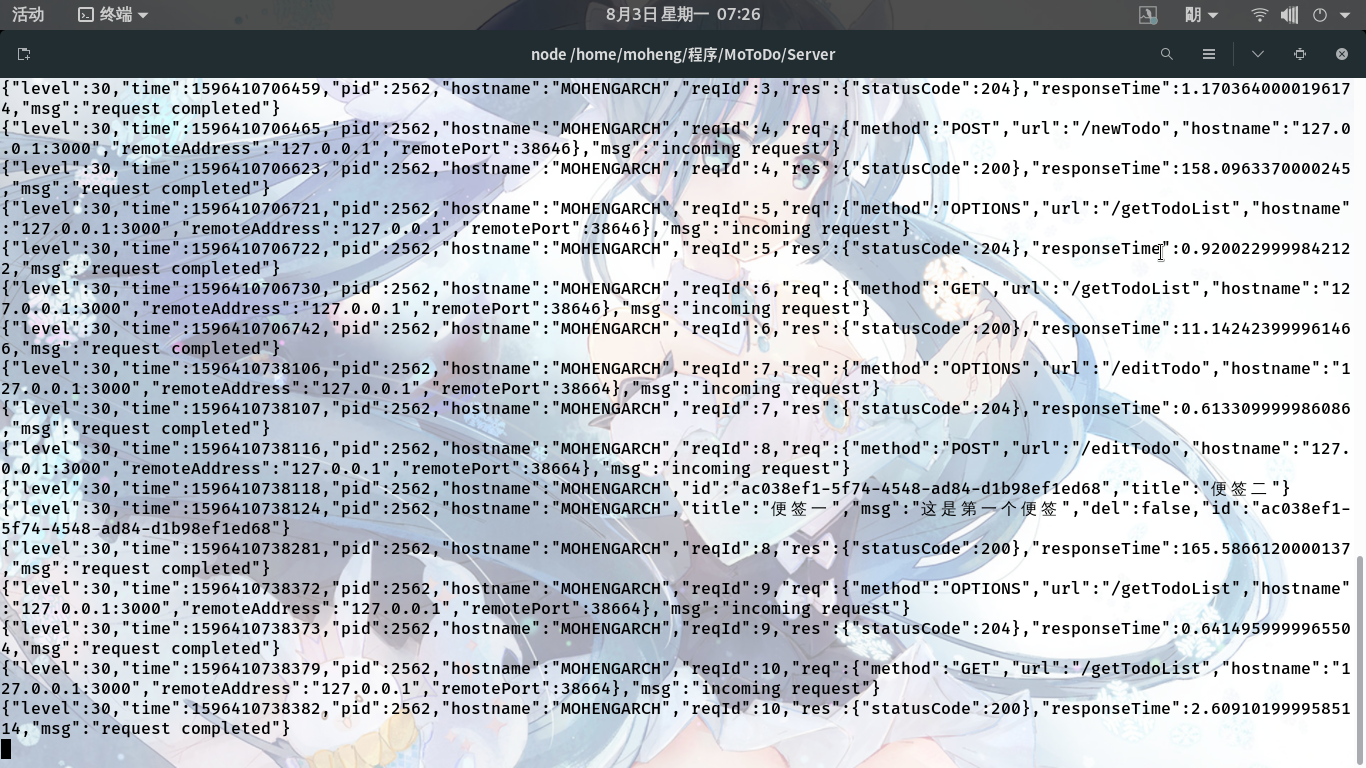 活动 终端 8月3日 星期一 07:26
node /home/moheng/程序/MoToDo/Server
{"level":30,"time":1596410706459,"pid":2562,"hostname":"MOHENGARCH","reqId":3,"res":{"statusCode":204},"responseTime":1.17036400001961​7
4,"msg":"request completed"}
{"level":30,"time":1596410706465,"pid":2562,"hostname":"MOHENGARCH","reqId":4,"req":{"method":"POST","url":"/newTodo","hostname":"127.0
.0.1:3000","remoteAddress":"127.0.0.1","remotePort":38646},"msg":"incoming request"}
{"level":30,"time":1596410706623,"pid":2562,"hostname":"MOHENGARCH","reqId":4,"res":{"statusCode":200},"responseTime":158.0963370000245
,"msg":"request completed"}
{"level":30,"time":1596410706721,"pid":2562,"hostname":"MOHENGARCH","reqId":5,"req":{"method":"OPTIONS","url":"/getTodoList","hostname"
:"127.0.0.1:3000","remoteAddress":"127.0.0.1","remotePort":38646},"msg":"incoming request"}
{"level":30,"time":1596410706722,"pid":2562,"hostname":"MOHENGARCH","reqId":5,"res":{"statusCode":204},"responseTime":0.920022999984212
2,"msg":"request completed"}
{"level":30,"time":1596410706730,"pid":2562,"hostname":"MOHENGARCH","reqId":6,"req":{"method":"GET","url":"/getTodoList","hostname":"12
7.0.0.1:3000","remoteAddress":"127.0.0.1","remotePort":38646},"msg":"incoming request"}
{"level":30,"time":1596410706742,"pid":2562,"hostname":"MOHENGARCH","reqId":6,"res":{"statusCode":200},"responseTime":11.14242399996146
6,"msg":"request completed"}
{"level":30,"time":1596410738106,"pid":2562,"hostname":"MOHENGARCH","reqId":7,"req":{"method":"OPTIONS","url":"/editTodo","hostname":"1
27.0.0.1:3000","remoteAddress":"127.0.0.1","remotePort":38664},"msg":"incoming request"}
{"level":30,"time":1596410738107,"pid":2562,"hostname":"MOHENGARCH","reqId":7,"res":{"statusCode":204},"responseTime":0.613309999986086
,"msg":"request completed"}
{"level":30,"time":1596410738116,"pid":2562,"hostname":"MOHENGARCH","reqId":8,"req":{"method":"POST","url":"/editTodo","hostname":"127.
0.0.1:3000","remoteAddress":"127.0.0.1","remotePort":38664},"msg":"incoming request"}
{"level":30,"time":1596410738118,"pid":2562,"hostname":"MOHENGARCH","id":"ac038ef1-5f74-4548-ad84-d1b98ef1ed68","title":"便签二"}
{"level":30,"time":1596410738124,"pid":2562,"hostname":"MOHENGARCH","title":"便签一","msg":"这是第一个便签","del":false,"id":"ac038ef1-
5f74-4548-ad84-d1b98ef1ed68"}
{"level":30,"time":1596410738281,"pid":2562,"hostname":"MOHENGARCH","reqId":8,"res":{"statusCode":200},"responseTime":165.5866120000137
,"msg":"request completed"}
{"level":30,"time":1596410738372,"pid":2562,"hostname":"MOHENGARCH","reqId":9,"req":{"method":"OPTIONS","url":"/getTodoList","hostname"
:"127.0.0.1:3000","remoteAddress":"127.0.0.1","remotePort":38664},"msg":"incoming request"}
{"level":30,"time":1596410738373,"pid":2562,"hostname":"MOHENGARCH","reqId":9,"res":{"statusCode":204},"responseTime":0.641495999996550
4,"msg":"request completed"}
{"level":30,"time":1596410738379,"pid":2562,"hostname":"MOHENGARCH","reqId":10,"req":{"method":"GET","url":"/getTodoList","hostname":"1
27.0.0.1:3000","remoteAddress":"127.0.0.1","remotePort":38664},"msg":"incoming request"}
{"level":30,"time":1596410738382,"pid":2562,"hostname":"MOHENGARCH","reqId":10,"res":{"statusCode":200},"responseTime":2.60910199995851
14,"msg":"request completed"}